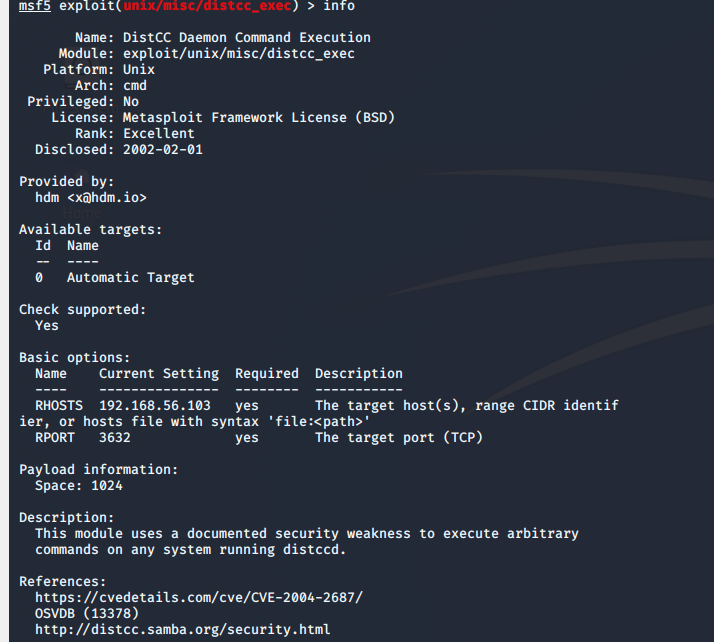 msf5 exploit(unix/misc/distcc_exec) > info
Name: DistCC Daemon Command Execution
Module: exploit/unix/misc/distcc_exec
Platform: Unix
Arch: cmd
Privileged: No
License: Metasploit Framework License (BSD)
Rank: Excellent
Disclosed: 2002-02-01
Provided by:
hdm <x@hdm.io>
Available targets:
Id  Name
--  ----
0   Automatic Target
Check supported:
Yes
Basic options:
Name    Current Setting  Required  Description
----    ---------------  --------  -----------
RHOSTS  192.168.56.103   yes       The target host(s), range CIDR identif
ier, or hosts file with syntax 'file:<path>'
RPORT   3632             yes       The target port (TCP)
Payload information:
Space: 1024
Description:
This module uses a documented security weakness to execute arbitrary
commands on any system running distccd.
References:
https://cvedetails.com/cve/CVE-2004-2687/
OSVDB (13378)
http://distcc.samba.org/security.html